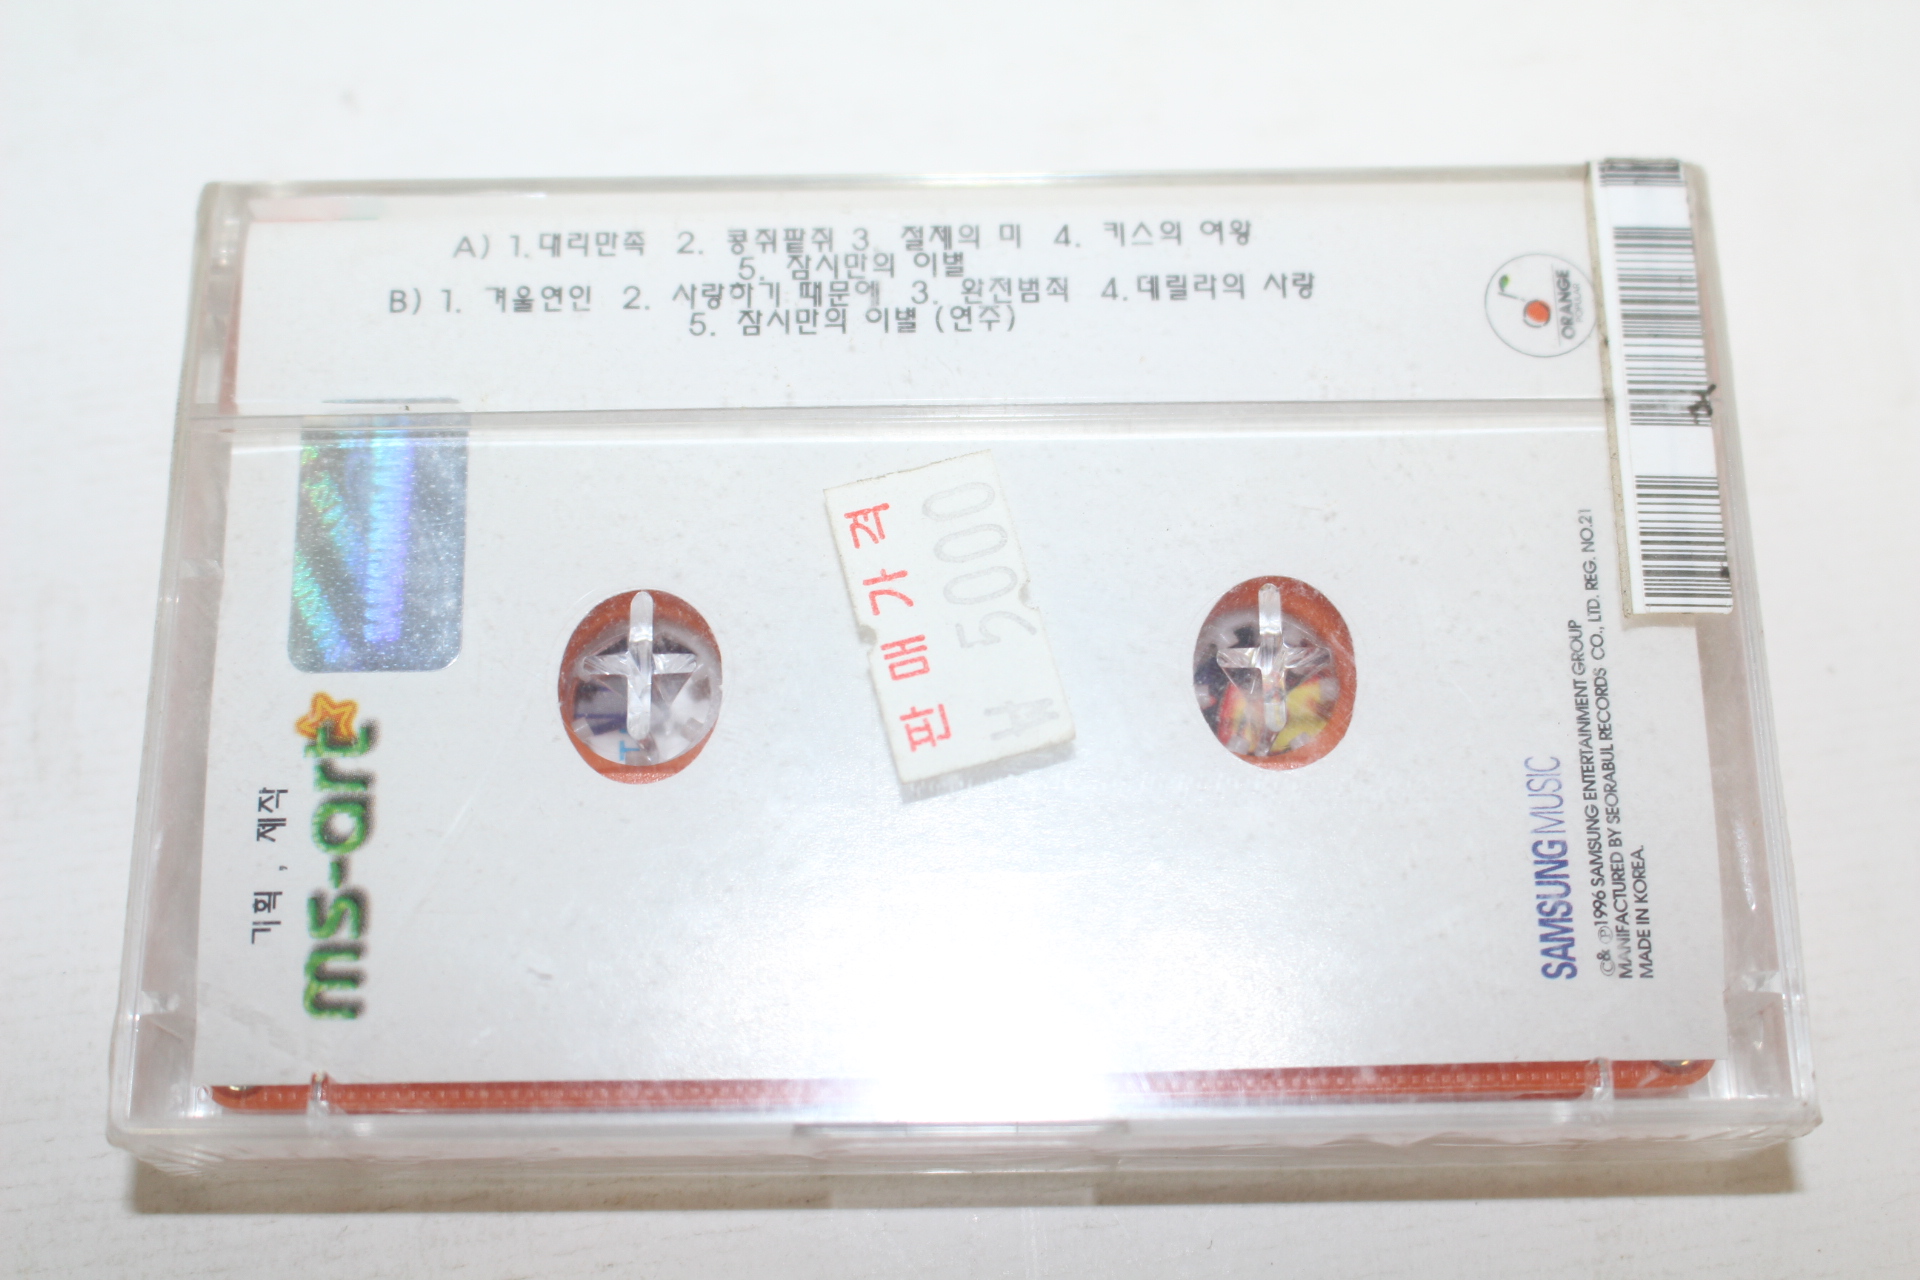 A) 1. 대리만족 2. 콩쥐팥쥐 3. 절제의 미 4. 키스의 여왕
5. 잠시만의 이별
B) 1. 겨울연인 2. 사랑하기 때문에 3. 완전범죄 4. 데릴라의 사랑
5. 잠시만의 이별 (연주)
ORANGE
판매가격
₩ 5000
기획, 제작
ms-art
SAMSUNG MUSIC
©& ℗1996 SAMSUNG ENTERTAINMENT GROUP
MANIFACTURED BY SEORABUL RECORDS CO., LTD. REG. NO.21
MADE IN KOREA.